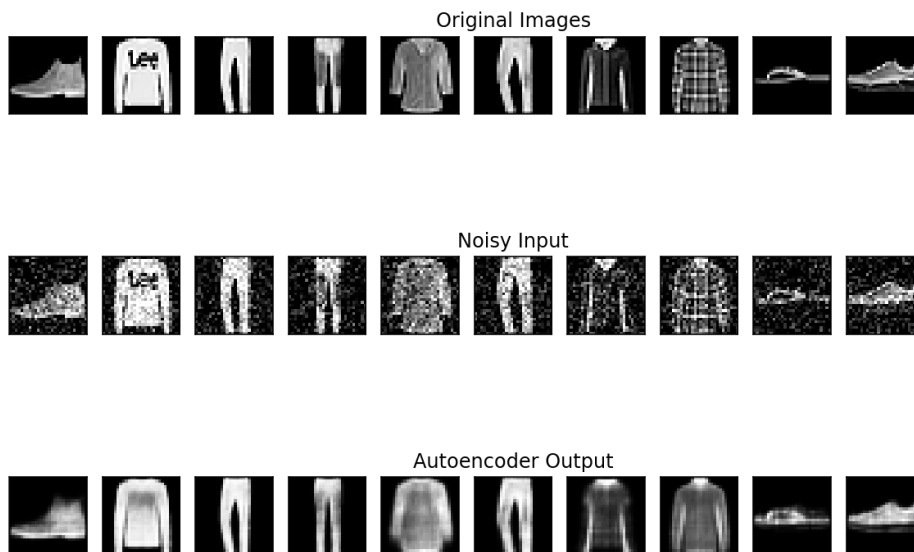 Original Images
Lee
Noisy Input
Lee
Autoencoder Output